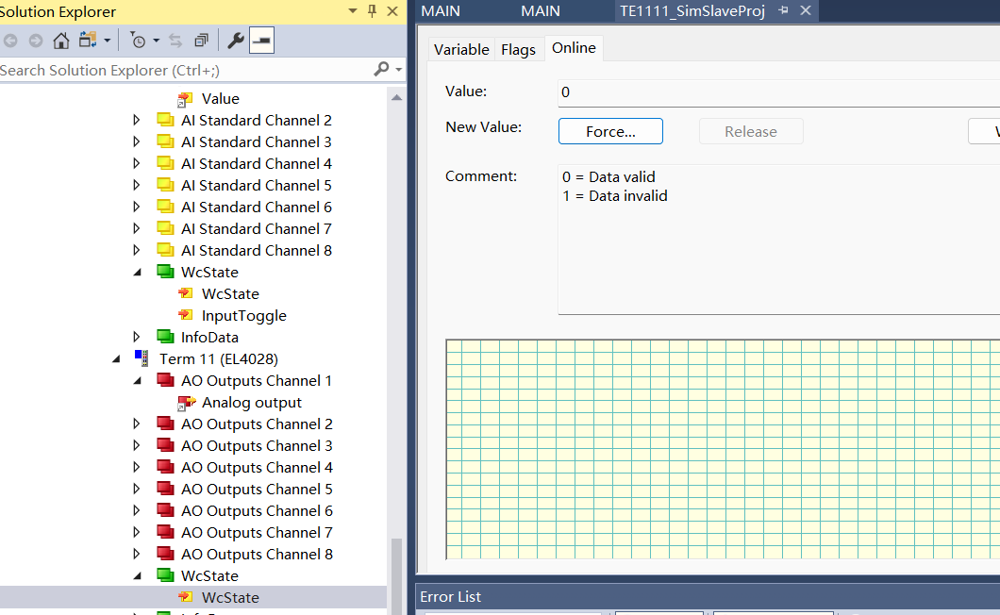 Solution Explorer
Search Solution Explorer (Ctrl+;)
Value
AI Standard Channel 2
AI Standard Channel 3
AI Standard Channel 4
AI Standard Channel 5
AI Standard Channel 6
AI Standard Channel 7
AI Standard Channel 8
WcState
WcState
InputToggle
InfoData
Term 11 (EL4028)
AO Outputs Channel 1
Analog output
AO Outputs Channel 2
AO Outputs Channel 3
AO Outputs Channel 4
AO Outputs Channel 5
AO Outputs Channel 6
AO Outputs Channel 7
AO Outputs Channel 8
WcState
WcState
MAIN MAIN TE1111_SimSlaveProj
Variable Flags Online
Value: 0
New Value: Force... Release
Comment: 0 = Data valid
1 = Data invalid
Error List